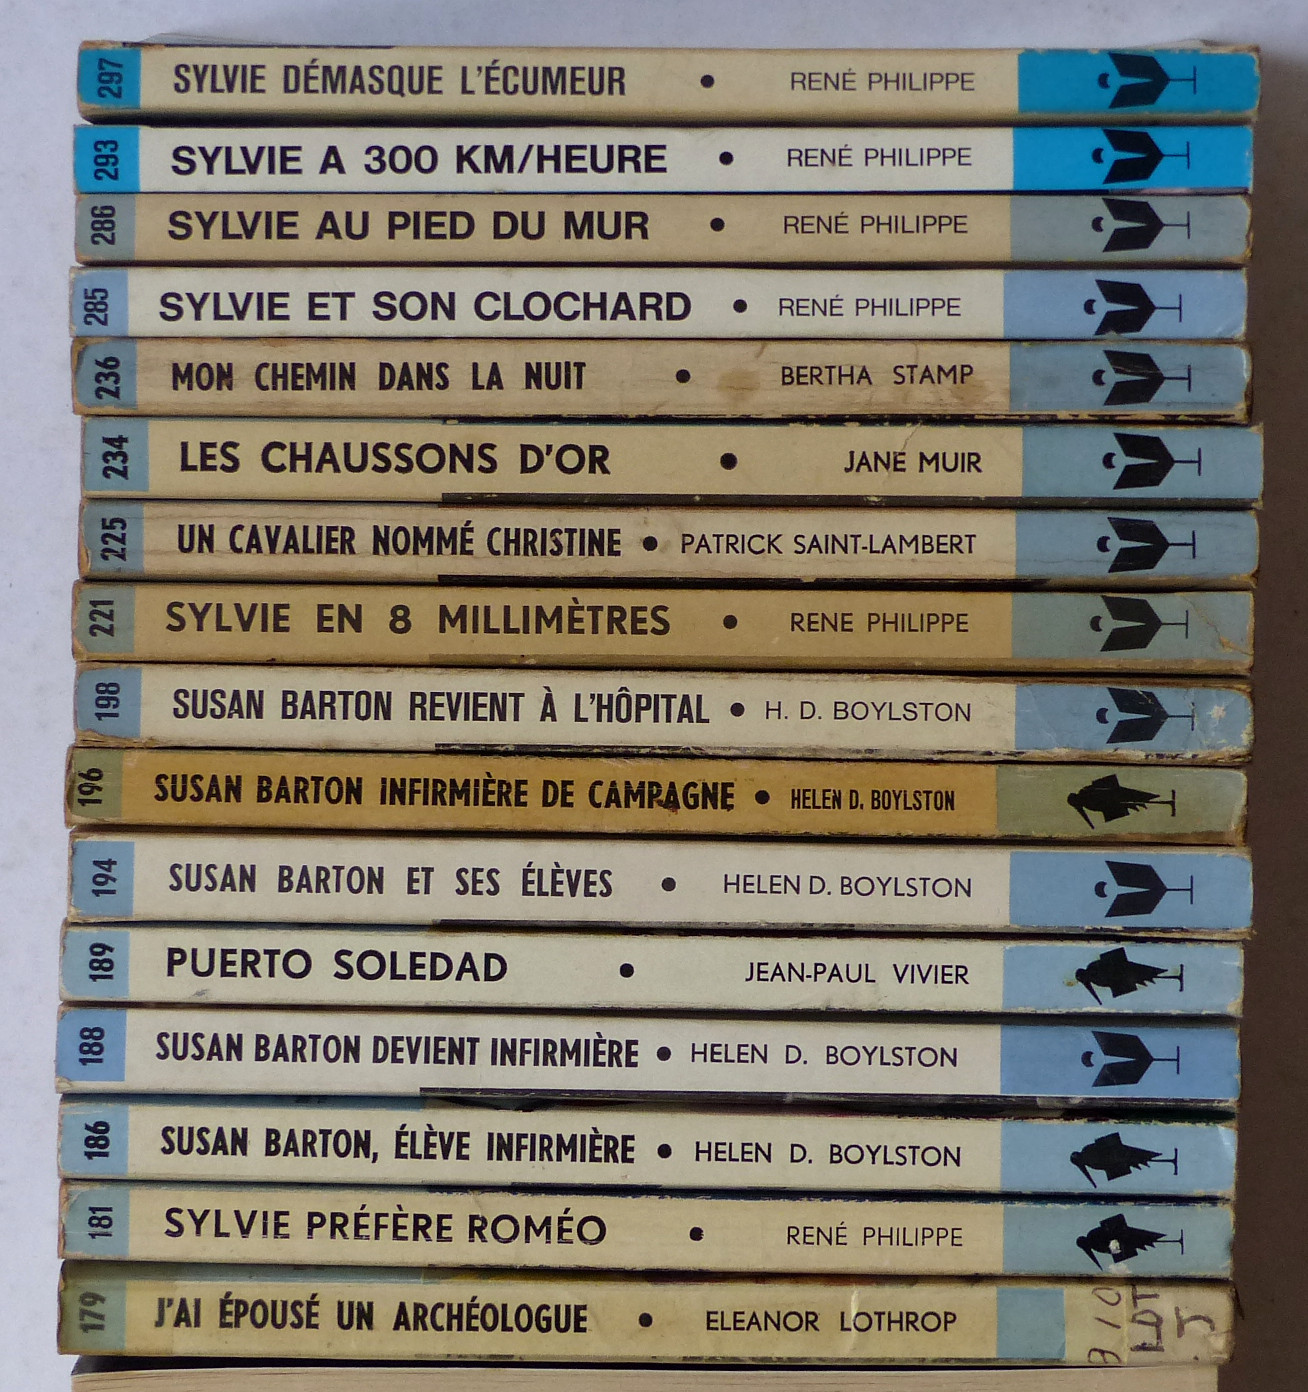 297 SYLVIE DÉMASQUE L'ÉCUMEUR • RENÉ PHILIPPE
293 SYLVIE A 300 KM/HEURE • RENÉ PHILIPPE
286 SYLVIE AU PIED DU MUR • RENÉ PHILIPPE
285 SYLVIE ET SON CLOCHARD • RENÉ PHILIPPE
236 MON CHEMIN DANS LA NUIT • BERTHA STAMP
234 LES CHAUSSONS D'OR • JANE MUIR
225 UN CAVALIER NOMMÉ CHRISTINE • PATRICK SAINT-LAMBERT
221 SYLVIE EN 8 MILLIMÈTRES • RENE PHILIPPE
198 SUSAN BARTON REVIENT À L'HÔPITAL • H. D. BOYLSTON
196 SUSAN BARTON INFIRMIÈRE DE CAMPAGNE • HELEN D. BOYLSTON
194 SUSAN BARTON ET SES ÉLÈVES • HELEN D. BOYLSTON
189 PUERTO SOLEDAD • JEAN-PAUL VIVIER
188 SUSAN BARTON DEVIENT INFIRMIÈRE • HELEN D. BOYLSTON
186 SUSAN BARTON, ÉLÈVE INFIRMIÈRE • HELEN D. BOYLSTON
181 SYLVIE PRÉFÈRE ROMÉO • RENÉ PHILIPPE
179 J'AI ÉPOUSÉ UN ARCHÉOLOGUE • ELEANOR LOTHROP